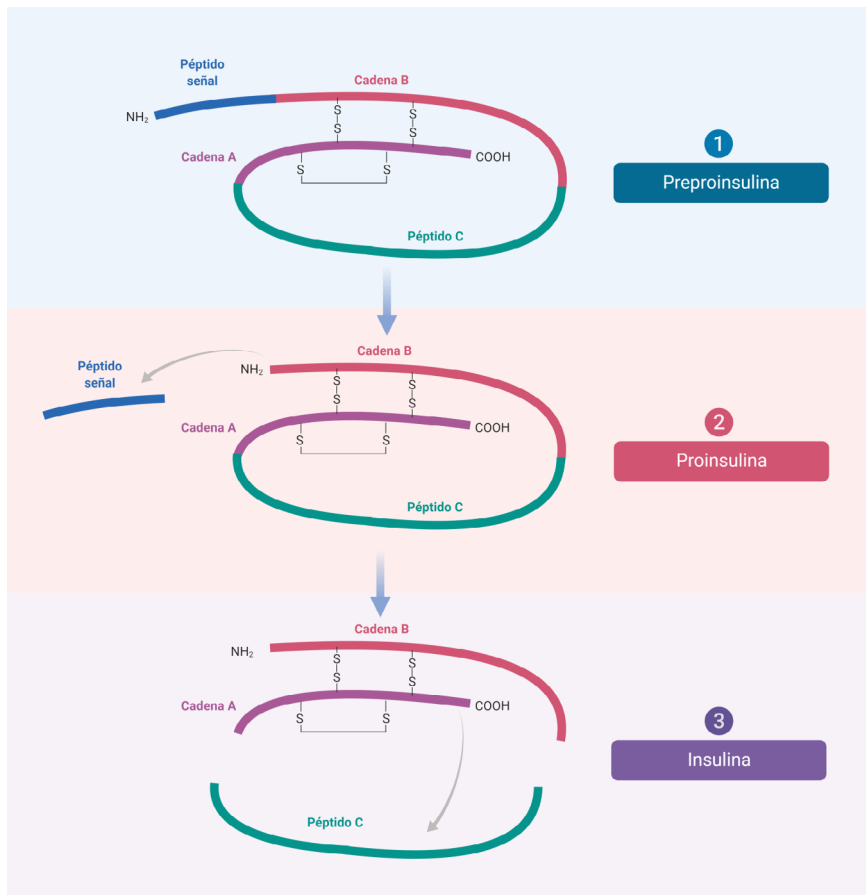 Péptido
señal
Cadena B
NH2
S
S
S
S
Cadena A
COOH
S
S
Péptido C
1
Preproinsulina
Cadena B
NH2
Péptido
señal
S
S
S
S
Cadena A
COOH
S
S
Péptido C
2
Proinsulina
Cadena B
NH2
S
S
S
S
Cadena A
COOH
S
S
Péptido C
3
Insulina